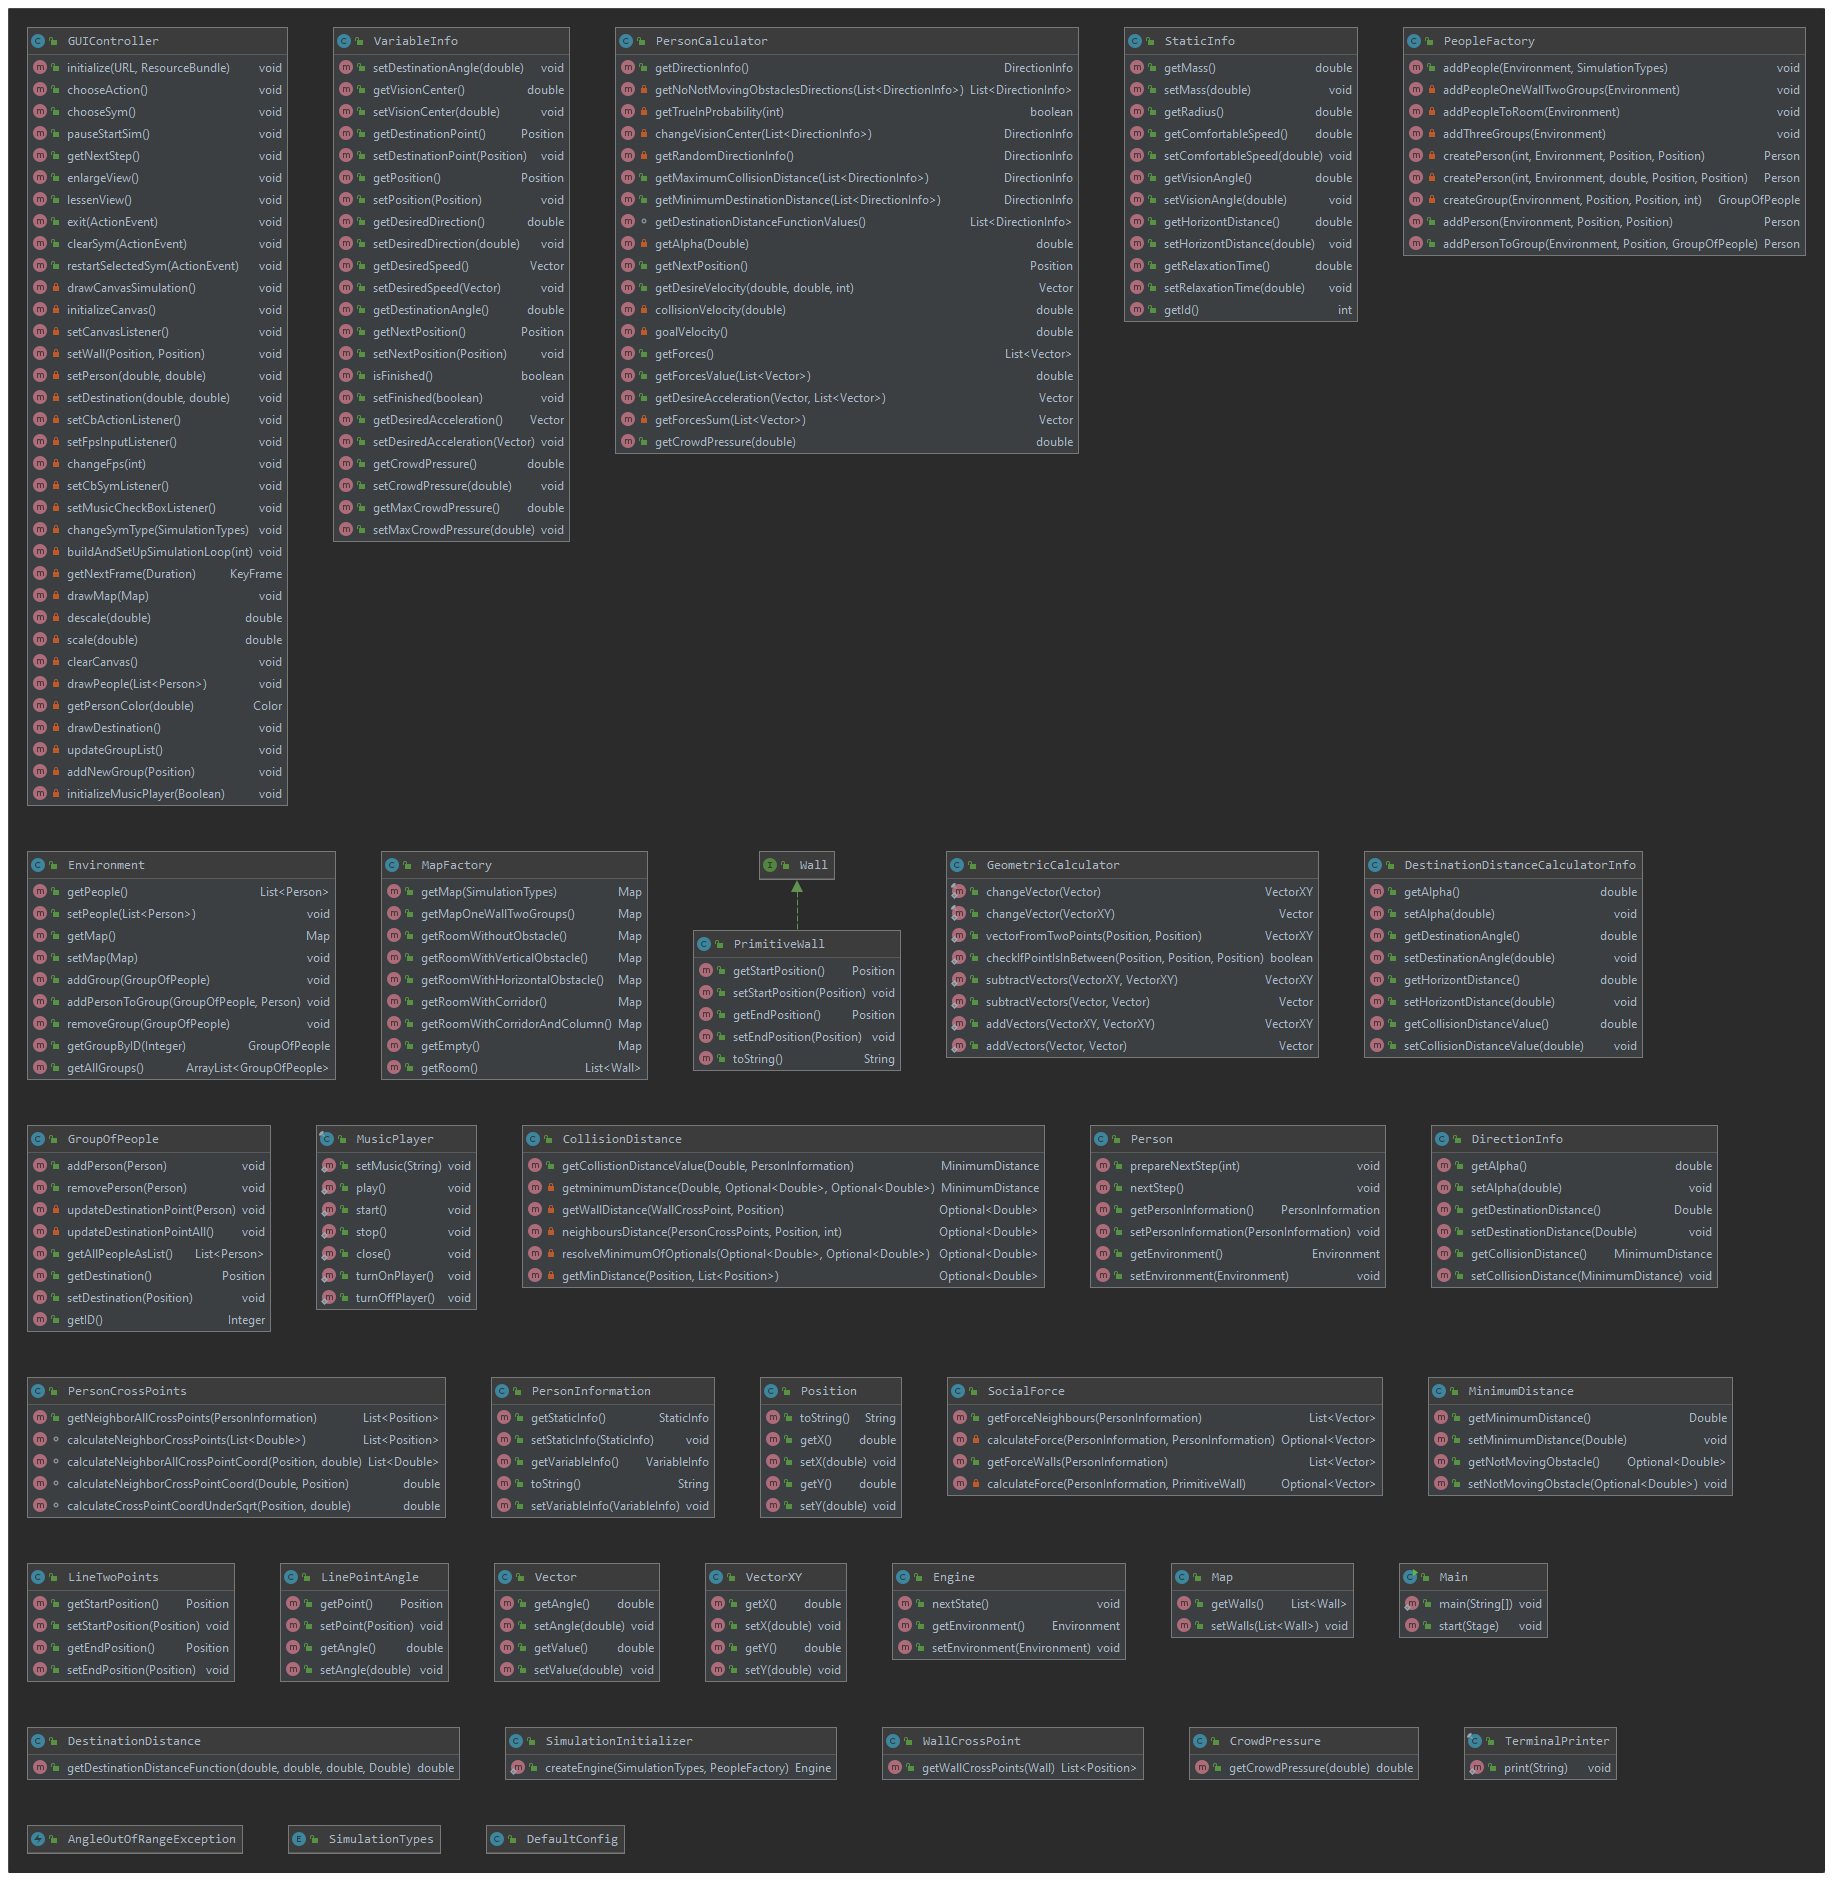 GUIController
initialize(URL, ResourceBundle) void
chooseAction() void
chooseSym() void
pauseStartSim() void
getNextStep() void
enlargeView() void
lessenView() void
exit(ActionEvent) void
clearSym(ActionEvent) void
restartSelectedSym(ActionEvent) void
drawCanvasSimulation() void
initializeCanvas() void
setCanvasListener() void
setWall(Position, Position) void
setPerson(double, double) void
setDestination(double, double) void
setCbActionListener() void
setFpsInputListener() void
changeFps(int) void
setCbSymListener() void
setMusicCheckBoxListener() void
changeSymType(SimulationTypes) void
buildAndSetUpSimulationLoop(int) void
getNextFrame(Duration) KeyFrame
drawMap(Map) void
descale(double) double
scale(double) double
clearCanvas() void
drawPeople(List<Person>) void
getPersonColor(double) Color
drawDestination() void
updateGroupList() void
addNewGroup(Position) void
initializeMusicPlayer(Boolean) void
VariableInfo
setDestinationAngle(double) void
getVisionCenter() double
setVisionCenter(double) void
getDestinationPoint() Position
setDestinationPoint(Position) void
getPosition() Position
setPosition(Position) void
getDesiredDirection() double
setDesiredDirection(double) void
getDesiredSpeed() Vector
setDesiredSpeed(Vector) void
getDestinationAngle() double
getNextPosition() Position
setNextPosition(Position) void
isFinished() boolean
setFinished(boolean) void
getDesiredAcceleration() Vector
setDesiredAcceleration(Vector) void
getCrowdPressure() double
setCrowdPressure(double) void
getMaxCrowdPressure() double
setMaxCrowdPressure(double) void
PersonCalculator
getDirectionInfo() DirectionInfo
getNoNotMovingObstaclesDirections(List<DirectionInfo>) List<DirectionInfo>
getTrueInProbability(int) boolean
changeVisionCenter(List<DirectionInfo>) DirectionInfo
getRandomDirectionInfo() DirectionInfo
getMaximumCollisionDistance(List<DirectionInfo>) DirectionInfo
getMinimumDestinationDistance(List<DirectionInfo>) DirectionInfo
getDestinationDistanceFunctionValues() List<DirectionInfo>
getAlpha(Double) double
getNextPosition() Position
getDesireVelocity(double, double, int) Vector
collisionVelocity(double) double
goalVelocity() double
getForces() List<Vector>
getForcesValue(List<Vector>) double
getDesireAcceleration(Vector, List<Vector>) Vector
getForcesSum(List<Vector>) Vector
getCrowdPressure(double) double
StaticInfo
getMass() double
setMass(double) void
getRadius() double
getComfortableSpeed() double
setComfortableSpeed(double) void
getVisionAngle() double
setVisionAngle(double) void
getHorizontDistance() double
setHorizontDistance(double) void
getRelaxationTime() double
setRelaxationTime(double) void
getId() int
PeopleFactory
addPeople(Environment, SimulationTypes) void
addPeopleOneWallTwoGroups(Environment) void
addPeopleToRoom(Environment) void
addThreeGroups(Environment) void
createPerson(int, Environment, Position, Position) Person
createPerson(int, Environment, double, Position, Position) Person
createGroup(Environment, Position, Position, int) GroupOfPeople
addPerson(Environment, Position, Position) Person
addPersonToGroup(Environment, Position, GroupOfPeople) Person
Environment
getPeople() List<Person>
setPeople(List<Person>) void
getMap() Map
setMap(Map) void
addGroup(GroupOfPeople) void
addPersonToGroup(GroupOfPeople, Person) void
removeGroup(GroupOfPeople) void
getGroupByID(Integer) GroupOfPeople
getAllGroups() ArrayList<GroupOfPeople>
MapFactory
getMap(SimulationTypes) Map
getMapOneWallTwoGroups() Map
getRoomWithoutObstacle() Map
getRoomWithVerticalObstacle() Map
getRoomWithHorizontalObstacle() Map
getRoomWithCorridor() Map
getRoomWithCorridorAndColumn() Map
getEmpty() Map
getRoom() List<Wall>
Wall
PrimitiveWall
getStartPosition() Position
setStartPosition(Position) void
getEndPosition() Position
setEndPosition(Position) void
toString() String
GeometricCalculator
changeVector(Vector) VectorXY
changeVector(VectorXY) Vector
vectorFromTwoPoints(Position, Position) VectorXY
checkIfPointIsInBetween(Position, Position, Position) boolean
subtractVectors(VectorXY, VectorXY) VectorXY
subtractVectors(Vector, Vector) Vector
addVectors(VectorXY, VectorXY) VectorXY
addVectors(Vector, Vector) Vector
DestinationDistanceCalculatorInfo
getAlpha() double
setAlpha(double) void
getDestinationAngle() double
setDestinationAngle(double) void
getHorizontDistance() double
setHorizontDistance(double) void
getCollisionDistanceValue() double
setCollisionDistanceValue(double) void
GroupOfPeople
addPerson(Person) void
removePerson(Person) void
updateDestinationPoint(Person) void
updateDestinationPointAll() void
getAllPeopleAsList() List<Person>
getDestination() Position
setDestination(Position) void
getID() Integer
MusicPlayer
setMusic(String) void
play() void
start() void
stop() void
close() void
turnOnPlayer() void
turnOffPlayer() void
CollisionDistance
getCollistionDistanceValue(Double, PersonInformation) MinimumDistance
getminimumDistance(Double, Optional<Double>, Optional<Double>) MinimumDistance
getWallDistance(WallCrossPoint, Position) Optional<Double>
neighboursDistance(PersonCrossPoints, Position, int) Optional<Double>
resolveMinimumOfOptionals(Optional<Double>, Optional<Double>) Optional<Double>
getMinDistance(Position, List<Position>) Optional<Double>
Person
prepareNextStep(int) void
nextStep() void
getPersonInformation() PersonInformation
setPersonInformation(PersonInformation) void
getEnvironment() Environment
setEnvironment(Environment) void
DirectionInfo
getAlpha() double
setAlpha(double) void
getDestinationDistance() Double
setDestinationDistance(Double) void
getCollisionDistance() MinimumDistance
setCollisionDistance(MinimumDistance) void
PersonCrossPoints
getNeighborAllCrossPoints(PersonInformation) List<Position>
calculateNeighborCrossPoints(List<Double>) List<Position>
calculateNeighborAllCrossPointCoord(Position, double) List<Double>
calculateNeighborCrossPointCoord(Double, Position) double
calculateCrossPointCoordUnderSqrt(Position, double) double
PersonInformation
getStaticInfo() StaticInfo
setStaticInfo(StaticInfo) void
getVariableInfo() VariableInfo
toString() String
setVariableInfo(VariableInfo) void
Position
toString() String
getX() double
setX(double) void
getY() double
setY(double) void
SocialForce
getForceNeighbours(PersonInformation) List<Vector>
calculateForce(PersonInformation, PersonInformation) Optional<Vector>
getForceWalls(PersonInformation) List<Vector>
calculateForce(PersonInformation, PrimitiveWall) Optional<Vector>
MinimumDistance
getMinimumDistance() Double
setMinimumDistance(Double) void
getNotMovingObstacle() Optional<Double>
setNotMovingObstacle(Optional<Double>) void
LineTwoPoints
getStartPosition() Position
setStartPosition(Position) void
getEndPosition() Position
setEndPosition(Position) void
LinePointAngle
getPoint() Position
setPoint(Position) void
getAngle() double
setAngle(double) void
Vector
getAngle() double
setAngle(double) void
getValue() double
setValue(double) void
VectorXY
getX() double
setX(double) void
getY() double
setY(double) void
Engine
nextState() void
getEnvironment() Environment
setEnvironment(Environment) void
Map
getWalls() List<Wall>
setWalls(List<Wall>) void
Main
main(String[]) void
start(Stage) void
DestinationDistance
getDestinationDistanceFunction(double, double, double, Double) double
SimulationInitializer
createEngine(SimulationTypes, PeopleFactory) Engine
WallCrossPoint
getWallCrossPoints(Wall) List<Position>
CrowdPressure
getCrowdPressure(double) double
TerminalPrinter
print(String) void
AngleOutOfRangeException
SimulationTypes
DefaultConfig